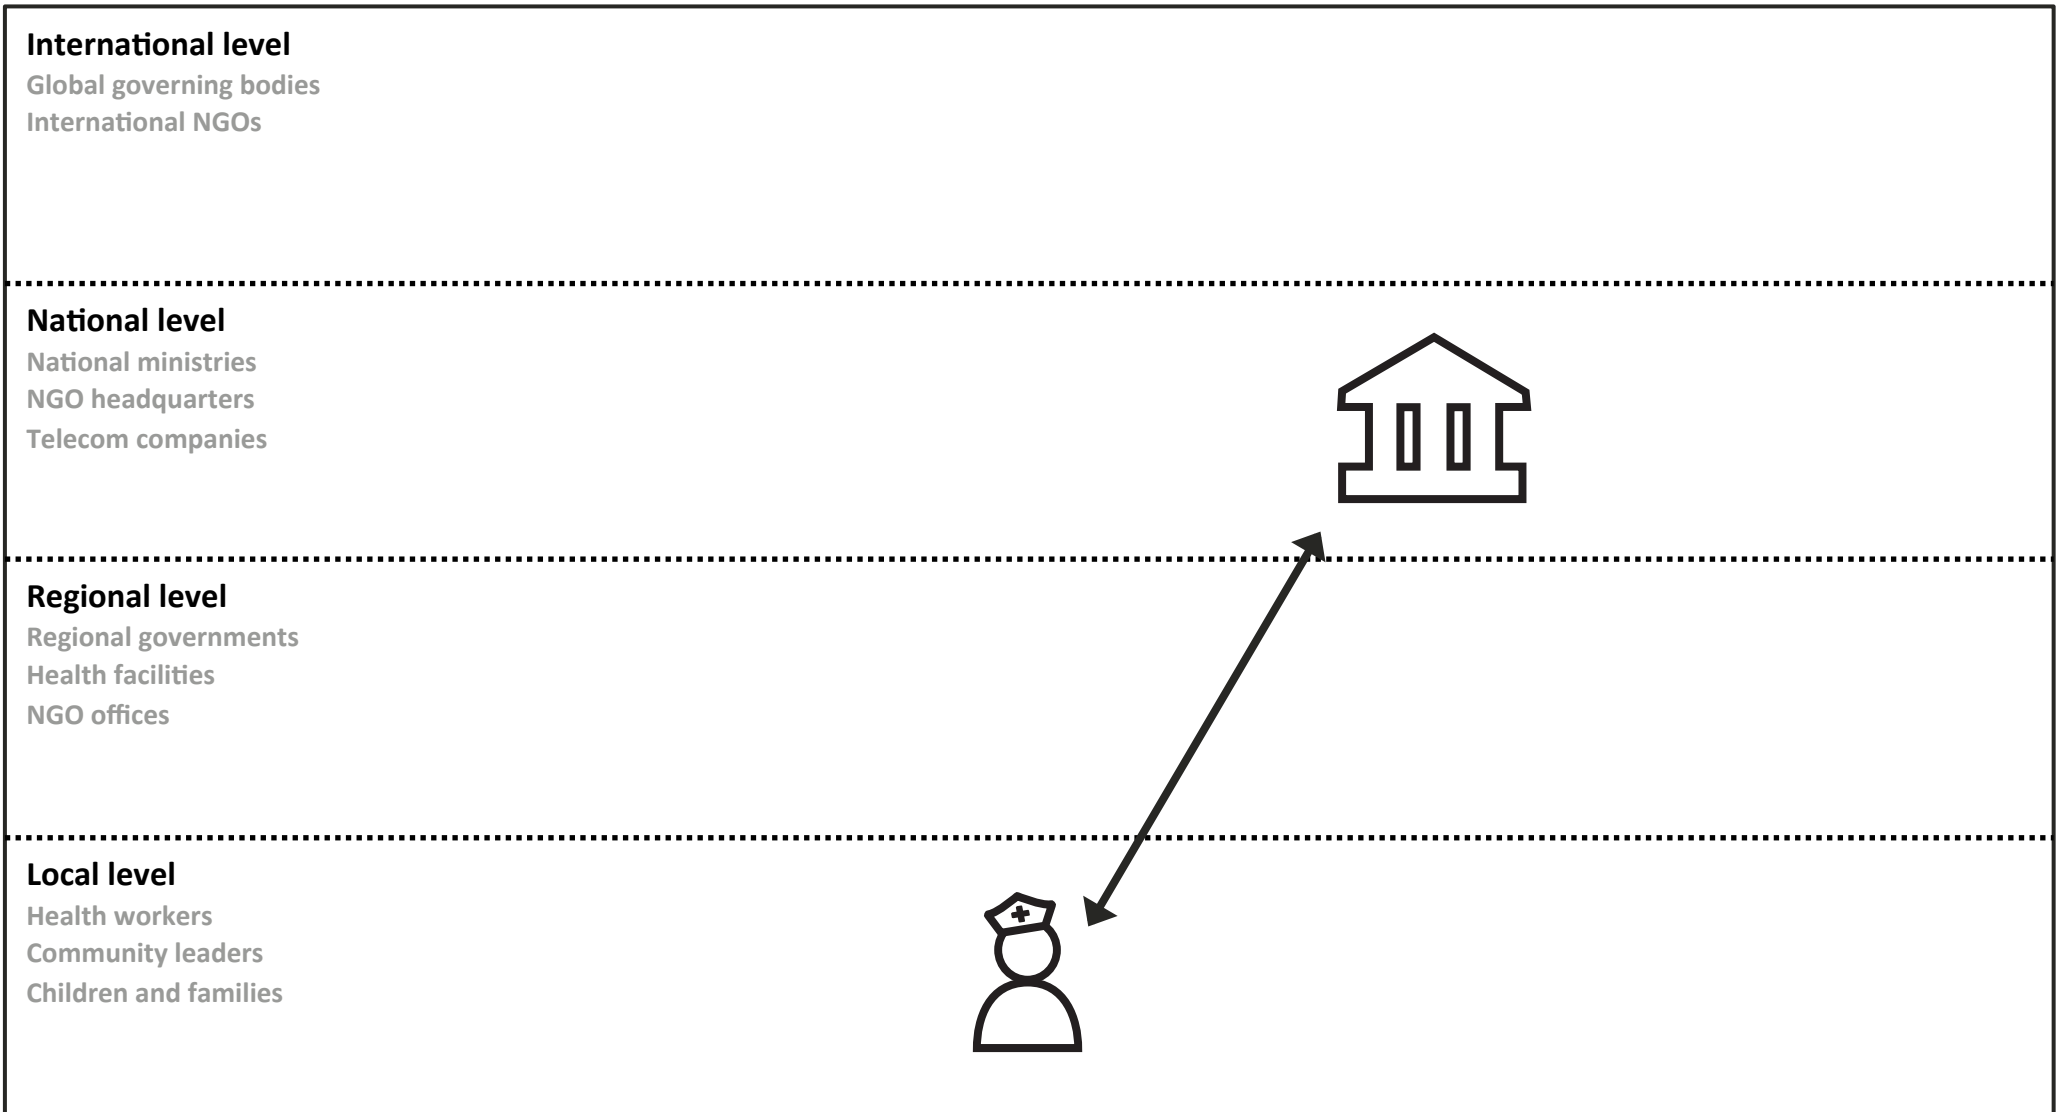 International level
Global governing bodies
International NGOs
National level
National ministries
NGO headquarters
Telecom companies
Regional level
Regional governments
Health facilities
NGO offices
Local level
Health workers
Community leaders
Children and families